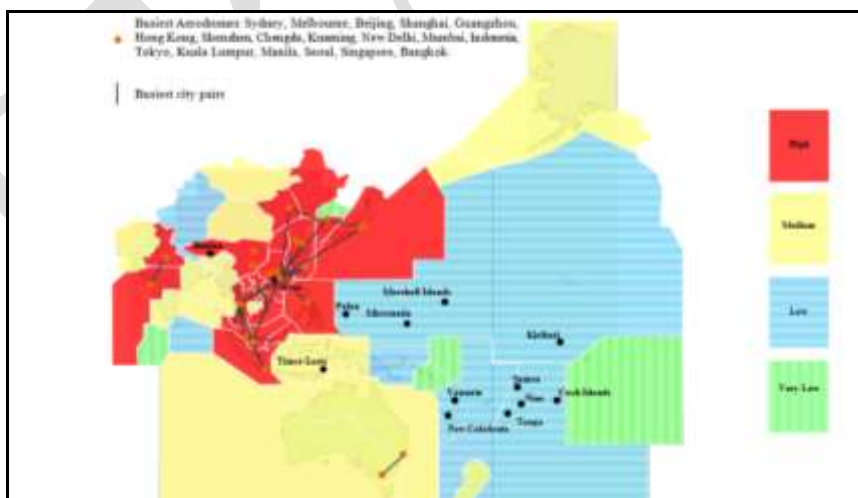 Busiest Aerodromes: Sydney, Melbourne, Beijing, Shanghai, Guangzhou,
Hong Kong, Shenzhen, Chengdu, Kunming, New Delhi, Mumbai, Indonesia,
Tokyo, Kuala Lumpur, Manila, Seoul, Singapore, Bangkok.
Busiest city pairs
High
Medium
Low
Very Low
Marshall Islands
Palau
Micronesia
Kiribati
Timor-Leste
Samoa
Vanuatu
Niue
Cook Islands
New Caledonia
Tonga